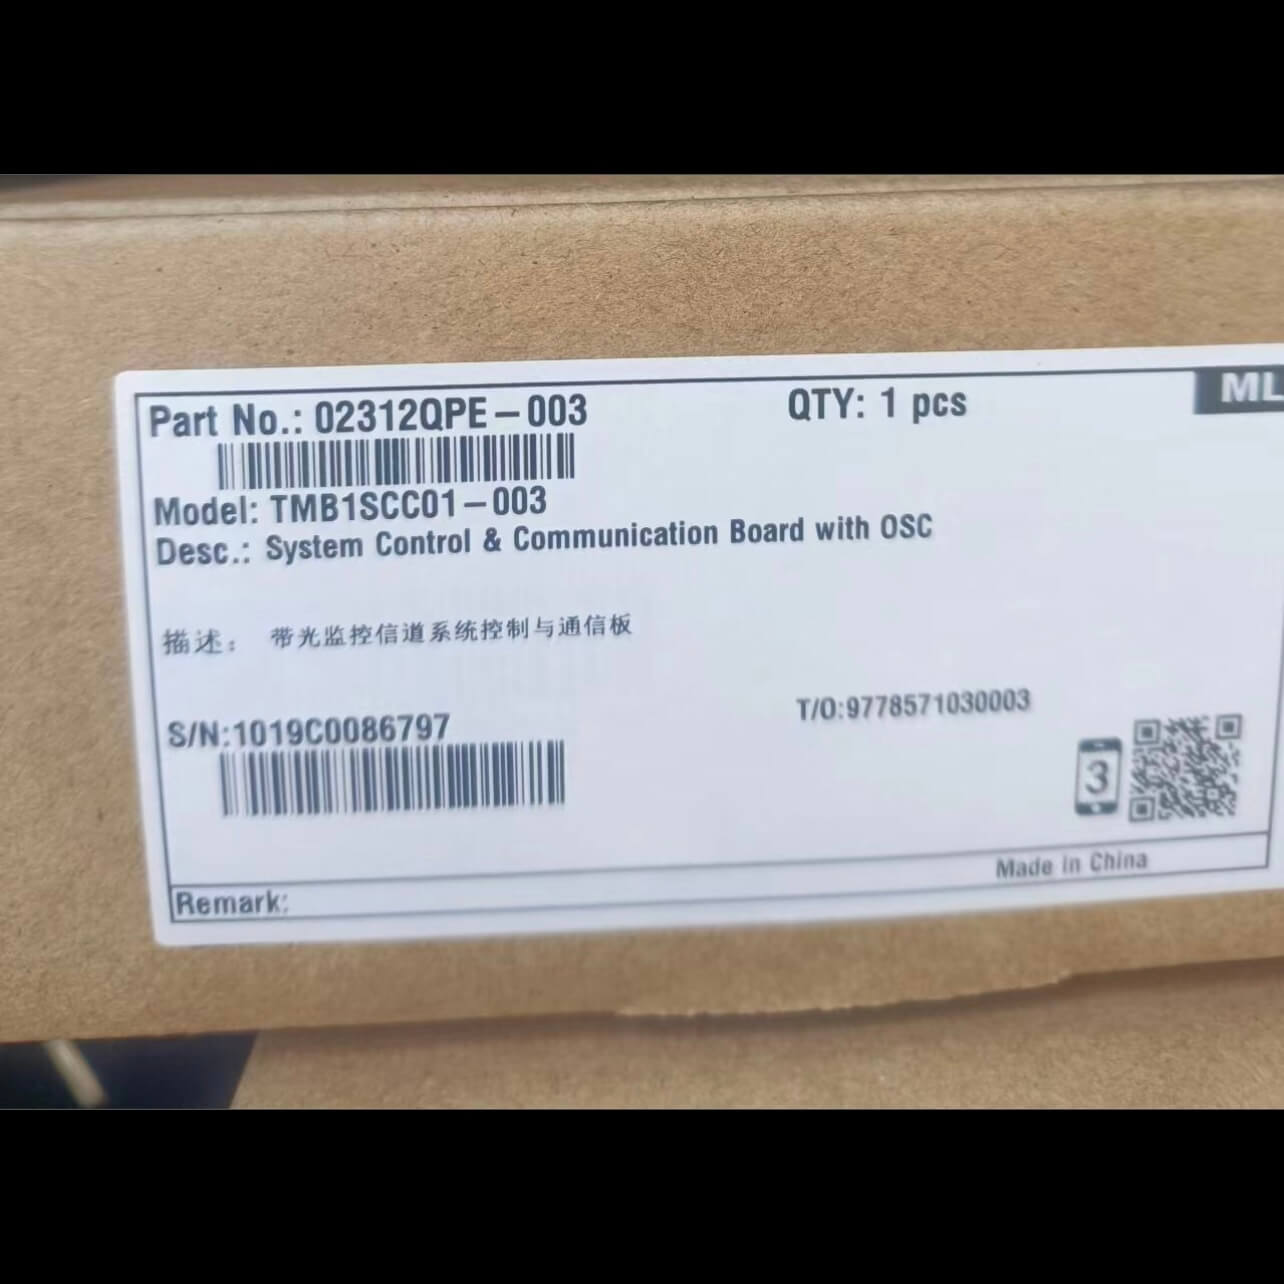 Part No.: 02312QPE-003
QTY: 1 pcs
ML
Model: TMB1SCC01-003
Desc.: System Control & Communication Board with OSC
描述： 带光监控信道系统控制与通信板
S/N:1019C0086797
T/O:9778571030003
3
Made in China
Remark: